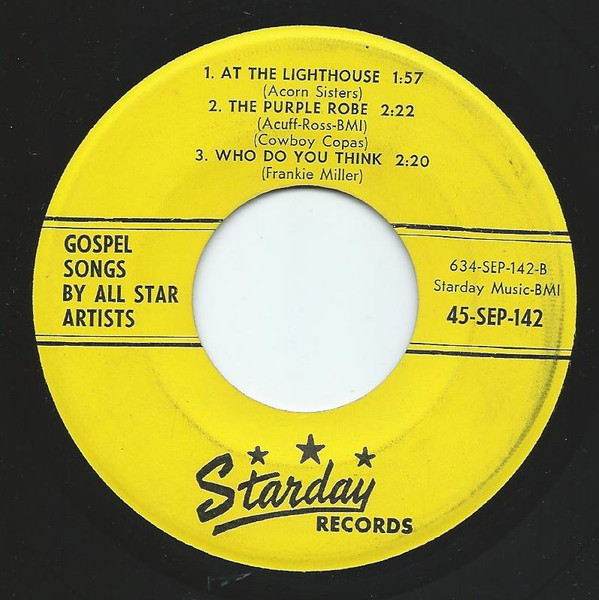 1. AT THE LIGHTHOUSE 1:57
(Acorn Sisters)
2. THE PURPLE ROBE 2:22
(Acuff-Ross-BMI)
(Cowboy Copas)
3. WHO DO YOU THINK 2:20
(Frankie Miller)
GOSPEL
SONGS
BY ALL STAR
ARTISTS
634-SEP-142-B
Starday Music-BMI
45-SEP-142
Starday
RECORDS